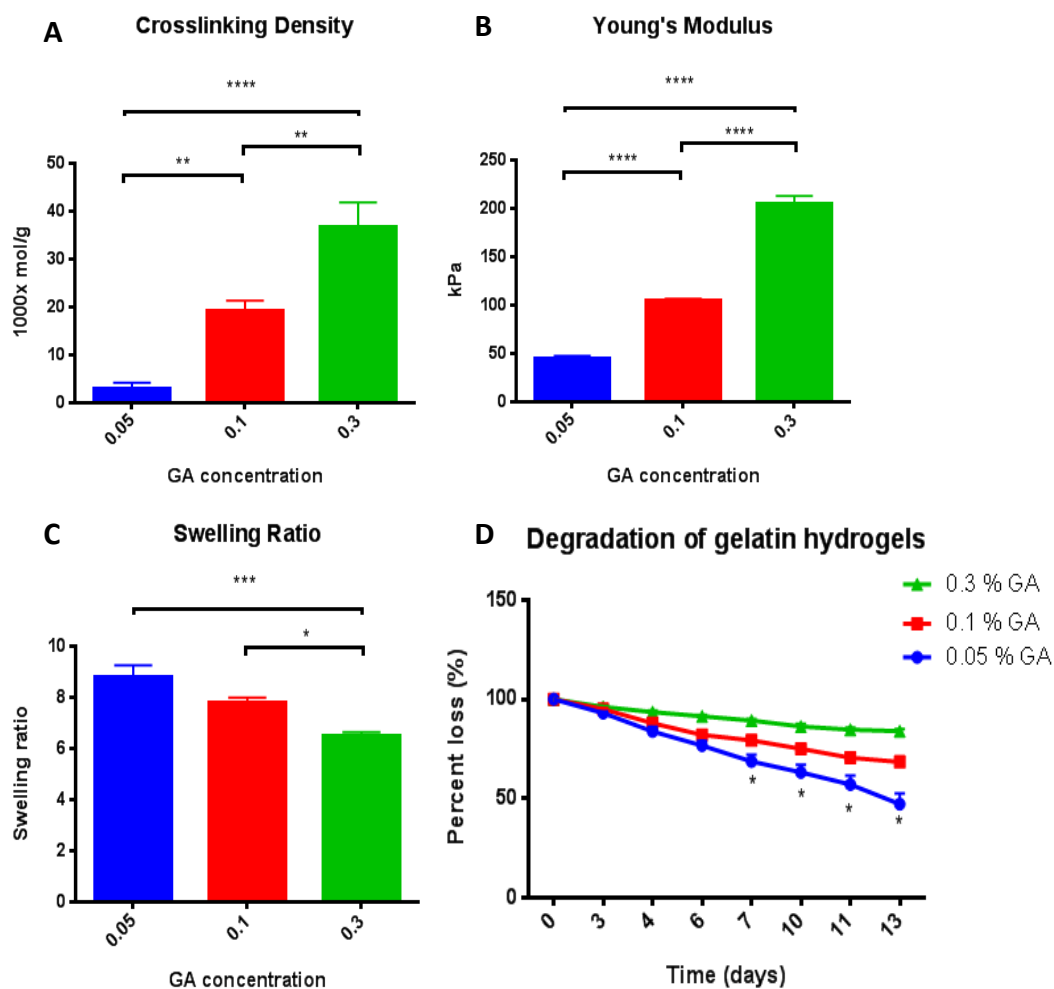 A
Crosslinking Density
****
**
**
50
40
30
20
10
0
1000x mol/g
0.05
0.1
0.3
GA concentration
B
Young's Modulus
****
****
****
250
200
150
100
50
0
kPa
0.05
0.1
0.3
GA concentration
C
Swelling Ratio
***
*
10
8
6
4
2
0
Swelling ratio
0.05
0.1
0.3
GA concentration
D
Degradation of gelatin hydrogels
0.3 % GA
0.1 % GA
0.05 % GA
150
100
50
0
Percent loss (%)
*
*
*
*
0
3
4
6
7
10
11
13
Time (days)